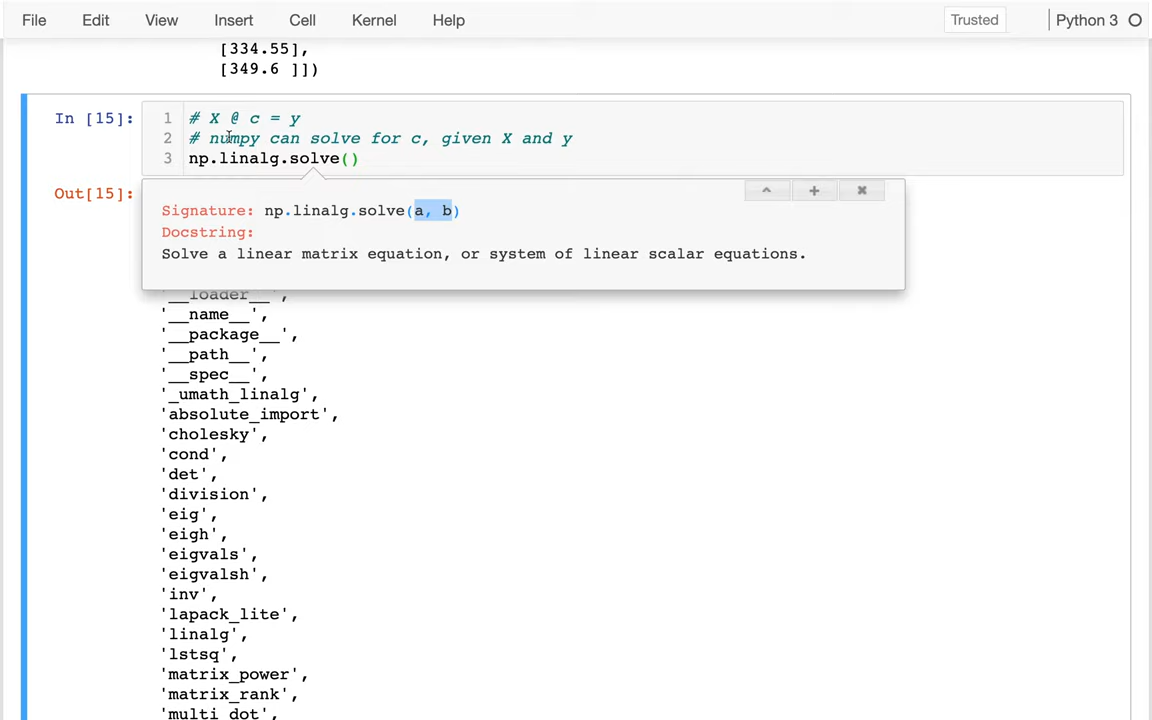 File Edit View Insert Cell Kernel Help Trusted Python 3
[334.55],
[349.6 ]])
In [15]: 1 # X @ c = y
2 # numpy can solve for c, given X and y
3 np.linalg.solve()
Out[15]:
Signature: np.linalg.solve(a, b)
Docstring:
Solve a linear matrix equation, or system of linear scalar equations.
'__loader__',
'__name__',
'__package__',
'__path__',
'__spec__',
'_umath_linalg',
'absolute_import',
'cholesky',
'cond',
'det',
'division',
'eig',
'eigh',
'eigvals',
'eigvalsh',
'inv',
'lapack_lite',
'linalg',
'lstsq',
'matrix_power',
'matrix_rank',
'multi_dot',